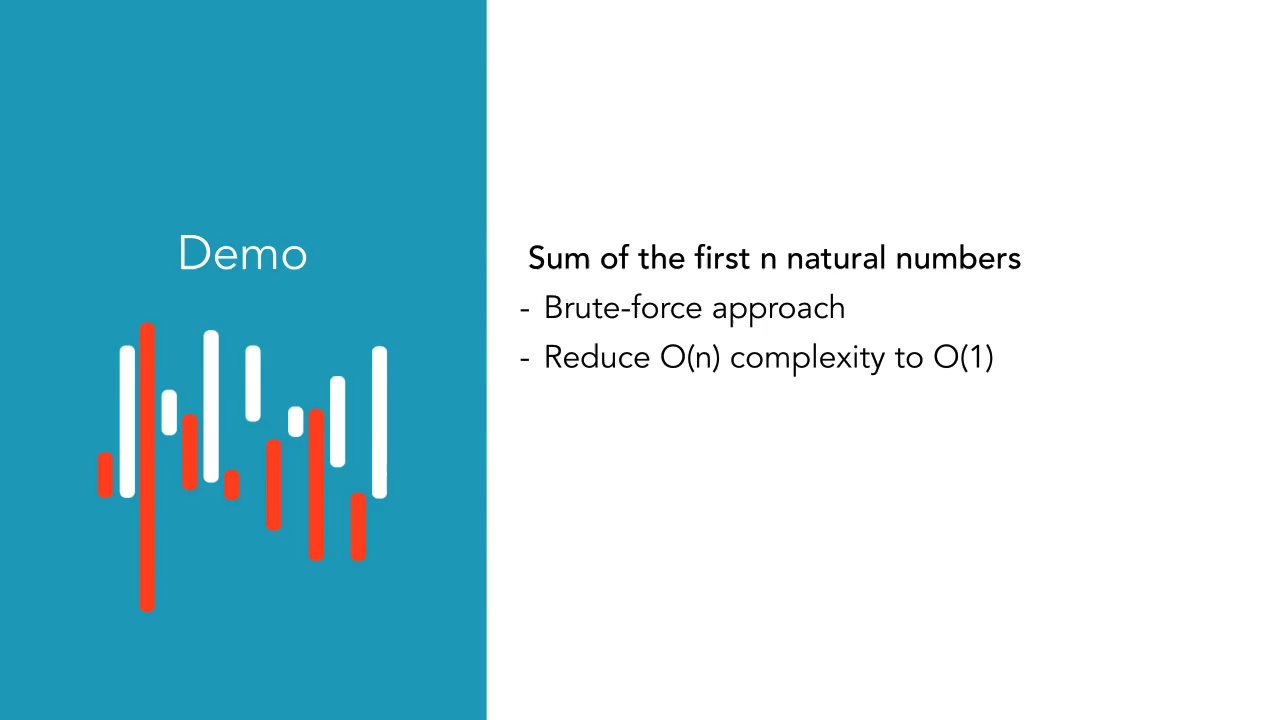 Demo
Sum of the first n natural numbers
- Brute-force approach
- Reduce O(n) complexity to O(1)